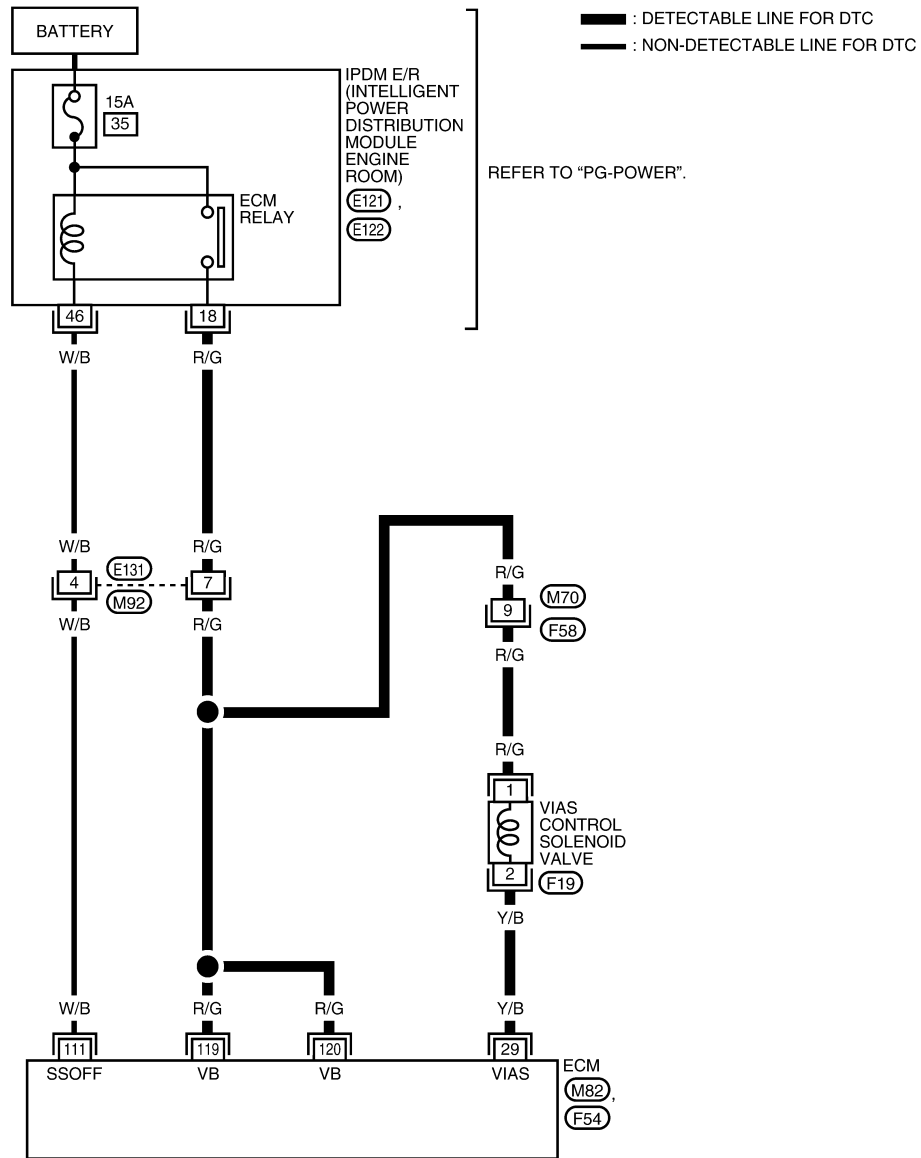 BATTERY
: DETECTABLE LINE FOR DTC
: NON-DETECTABLE LINE FOR DTC
15A
35
IPDM E/R
(INTELLIGENT
POWER
DISTRIBUTION
MODULE
ENGINE
ROOM)
E121 ,
E122
REFER TO “PG-POWER”.
ECM
RELAY
46
18
W/B
R/G
W/B
R/G
4
E131
M92
7
W/B
R/G
R/G
9
M70
F58
R/G
R/G
1
VIAS
CONTROL
SOLENOID
VALVE
2
F19
Y/B
W/B
R/G
R/G
Y/B
111
119
120
29
SSOFF
VB
VB
VIAS
ECM
M82 ,
F54